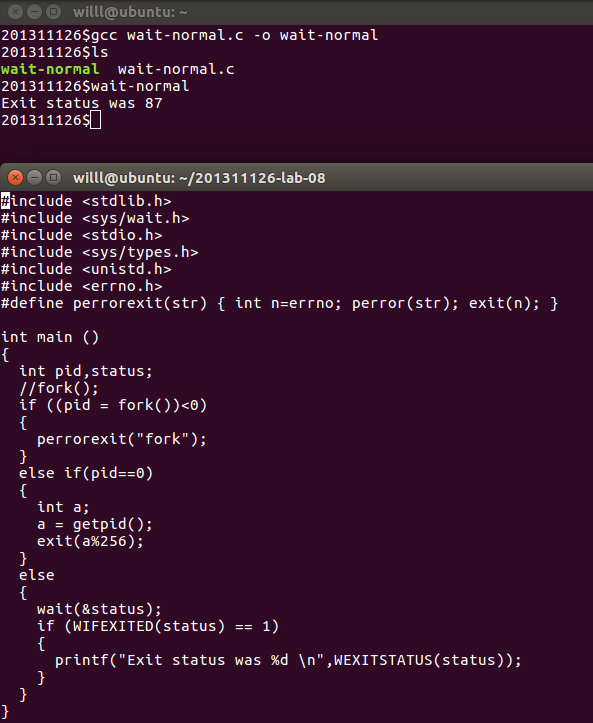 willl@ubuntu: ~
201311126$gcc wait-normal.c -o wait-normal
201311126$ls
wait-normal  wait-normal.c
201311126$wait-normal
Exit status was 87
201311126$
willl@ubuntu: ~/201311126-lab-08
#include <stdlib.h>
#include <sys/wait.h>
#include <stdio.h>
#include <sys/types.h>
#include <unistd.h>
#include <errno.h>
#define perrorexit(str) { int n=errno; perror(str); exit(n); }

int main ()
{
  int pid,status;
  //fork();
  if ((pid = fork())<0)
  {
    perrorexit("fork");
  }
  else if(pid==0)
  {
    int a;
    a = getpid();
    exit(a%256);
  }
  else
  {
    wait(&status);
    if (WIFEXITED(status) == 1)
    {
      printf("Exit status was %d \n",WEXITSTATUS(status));
    }
  }
}